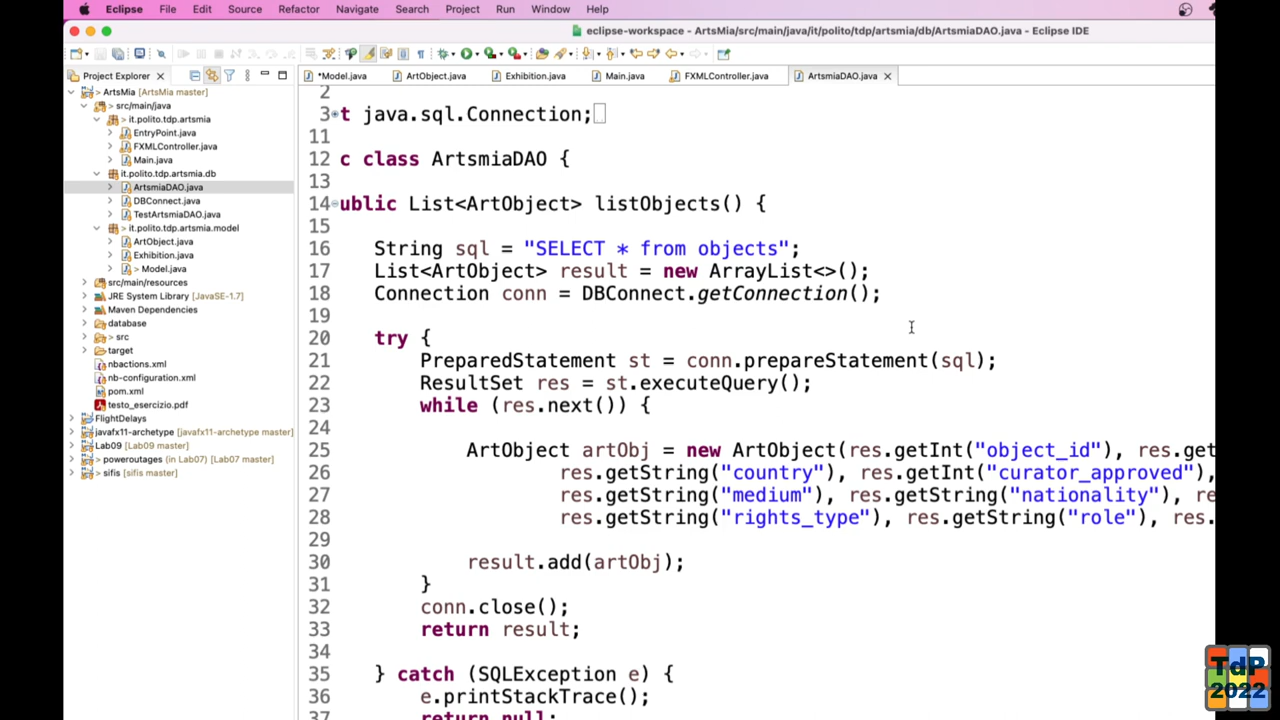 Eclipse File Edit Source Refactor Navigate Search Project Run Window Help
eclipse-workspace - ArtsMia/src/main/java/it/polito/tdp/artsmia/db/ArtsmiaDAO.java - Eclipse IDE
Project Explorer
*Model.java ArtObject.java Exhibition.java Main.java FXMLController.java ArtsmiaDAO.java
> ArtsMia [ArtsMia master]
> src/main/java
> it.polito.tdp.artsmia
EntryPoint.java
FXMLController.java
Main.java
it.polito.tdp.artsmia.db
ArtsmiaDAO.java
DBConnect.java
TestArtsmiaDAO.java
> it.polito.tdp.artsmia.model
ArtObject.java
Exhibition.java
> Model.java
src/main/resources
JRE System Library [JavaSE-1.7]
Maven Dependencies
database
> src
target
nbactions.xml
nb-configuration.xml
pom.xml
testo_esercizio.pdf
FlightDelays
javafx11-archetype [javafx11-archetype master]
Lab09 [Lab09 master]
> poweroutages (in Lab07) [Lab07 master]
> sifis [sifis master]
2
3 t java.sql.Connection;
11
12 c class ArtsmiaDAO {
13
14 ublic List<ArtObject> listObjects() {
15
16 String sql = "SELECT * from objects";
17 List<ArtObject> result = new ArrayList<>();
18 Connection conn = DBConnect.getConnection();
19
20 try {
21 PreparedStatement st = conn.prepareStatement(sql);
22 ResultSet res = st.executeQuery();
23 while (res.next()) {
24
25 ArtObject artObj = new ArtObject(res.getInt("object_id"), res.get
26 res.getString("country"), res.getInt("curator_approved"),
27 res.getString("medium"), res.getString("nationality"), re
28 res.getString("rights_type"), res.getString("role"), res.
29
30 result.add(artObj);
31 }
32 conn.close();
33 return result;
34
35 } catch (SQLException e) {
36 e.printStackTrace();
37 return null;
TdP
2022